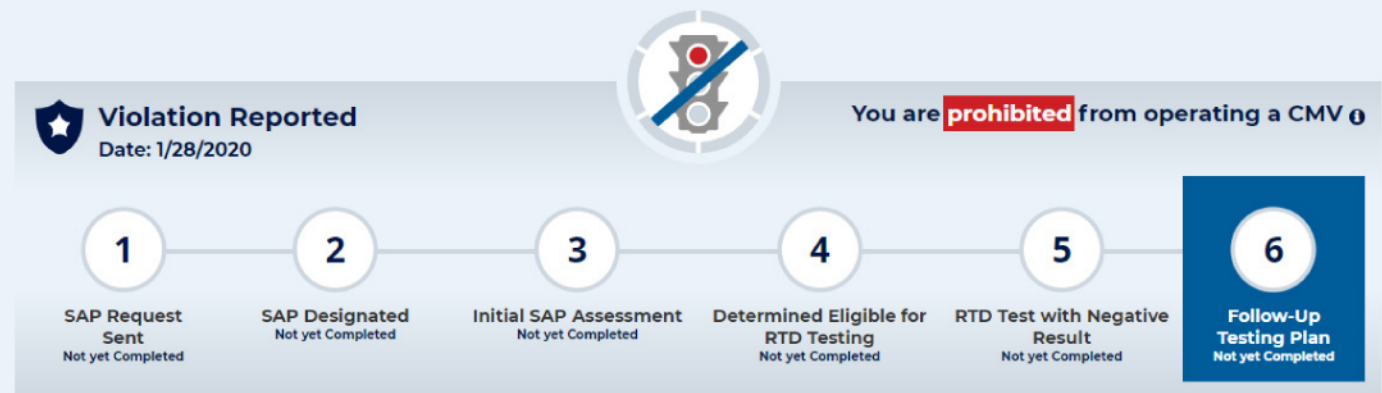 Violation Reported
Date: 1/28/2020
You are prohibited from operating a CMV i
1
SAP Request
Sent
Not yet Completed
2
SAP Designated
Not yet Completed
3
Initial SAP Assessment
Not yet Completed
4
Determined Eligible for
RTD Testing
Not yet Completed
5
RTD Test with Negative
Result
Not yet Completed
6
Follow-Up
Testing Plan
Not yet Completed